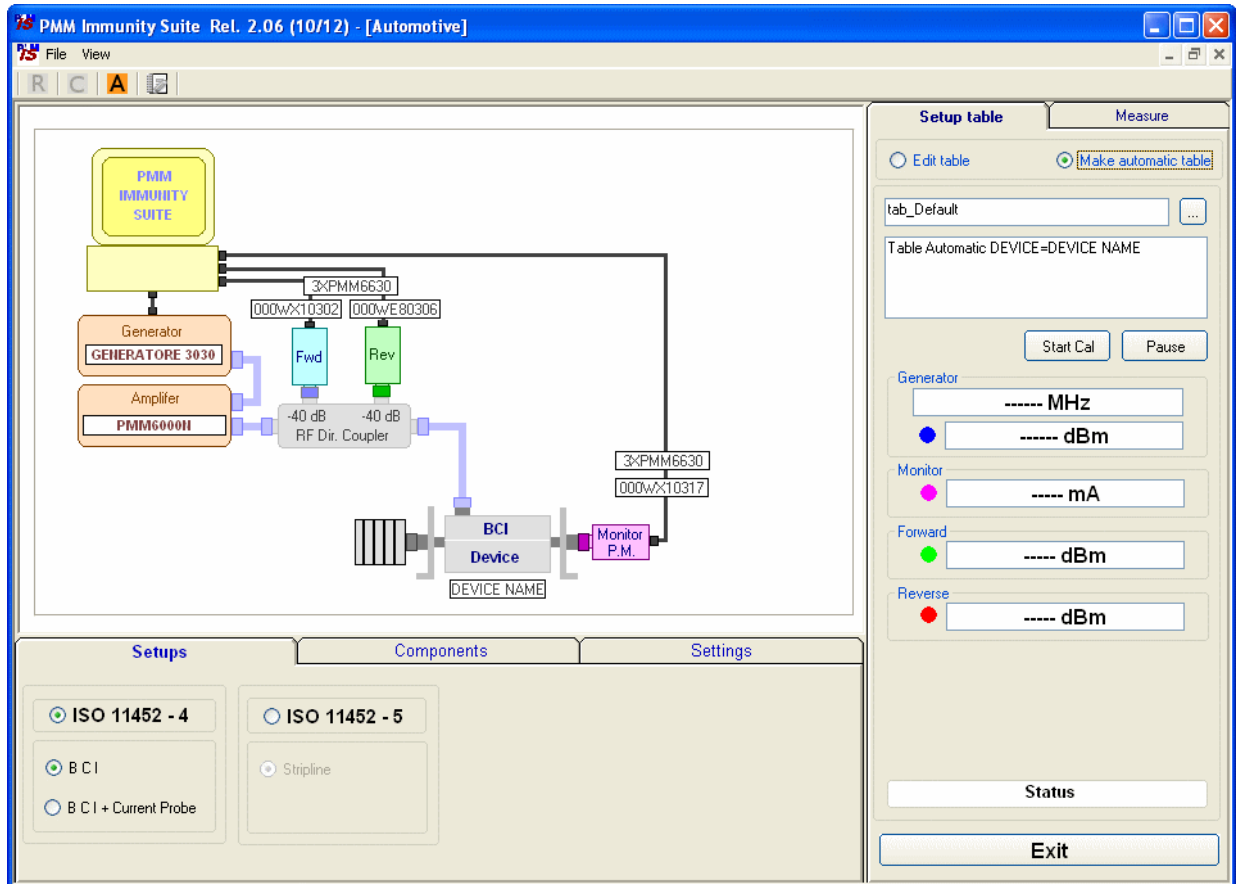 PMM Immunity Suite Rel. 2.06 (10/12) - [Automotive]
File View
R C A
Setup table Measure
Edit table Make automatic table
tab_Default ...
Table Automatic DEVICE=DEVICE NAME
Start Cal Pause
Generator
------ MHz
------ dBm
Monitor
----- mA
Forward
----- dBm
Reverse
----- dBm
Status
Exit
PMM
IMMUNITY
SUITE
3XPMM6630
000WX10302 000WE80306
Generator
GENERATORE 3030
Fwd Rev
Amplifer
PMM6000N
-40 dB -40 dB
RF Dir. Coupler
3XPMM6630
000WX10317
BCI
Device
Monitor
P.M.
DEVICE NAME
Setups Components Settings
ISO 11452 - 4
B C I
B C I + Current Probe
ISO 11452 - 5
Stripline